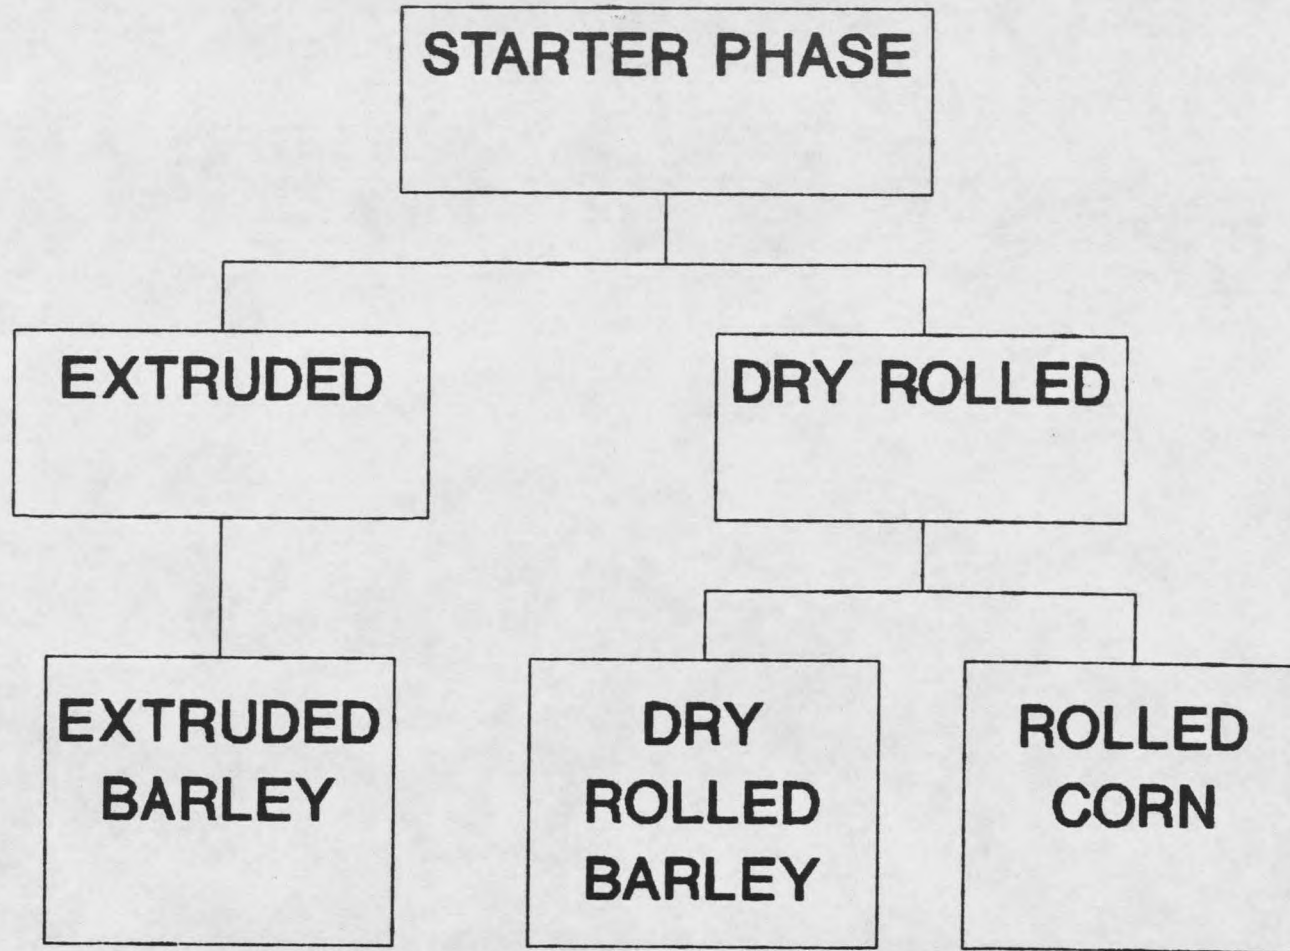 STARTER PHASE
EXTRUDED
DRY ROLLED
EXTRUDED
BARLEY
DRY
ROLLED
BARLEY
ROLLED
CORN